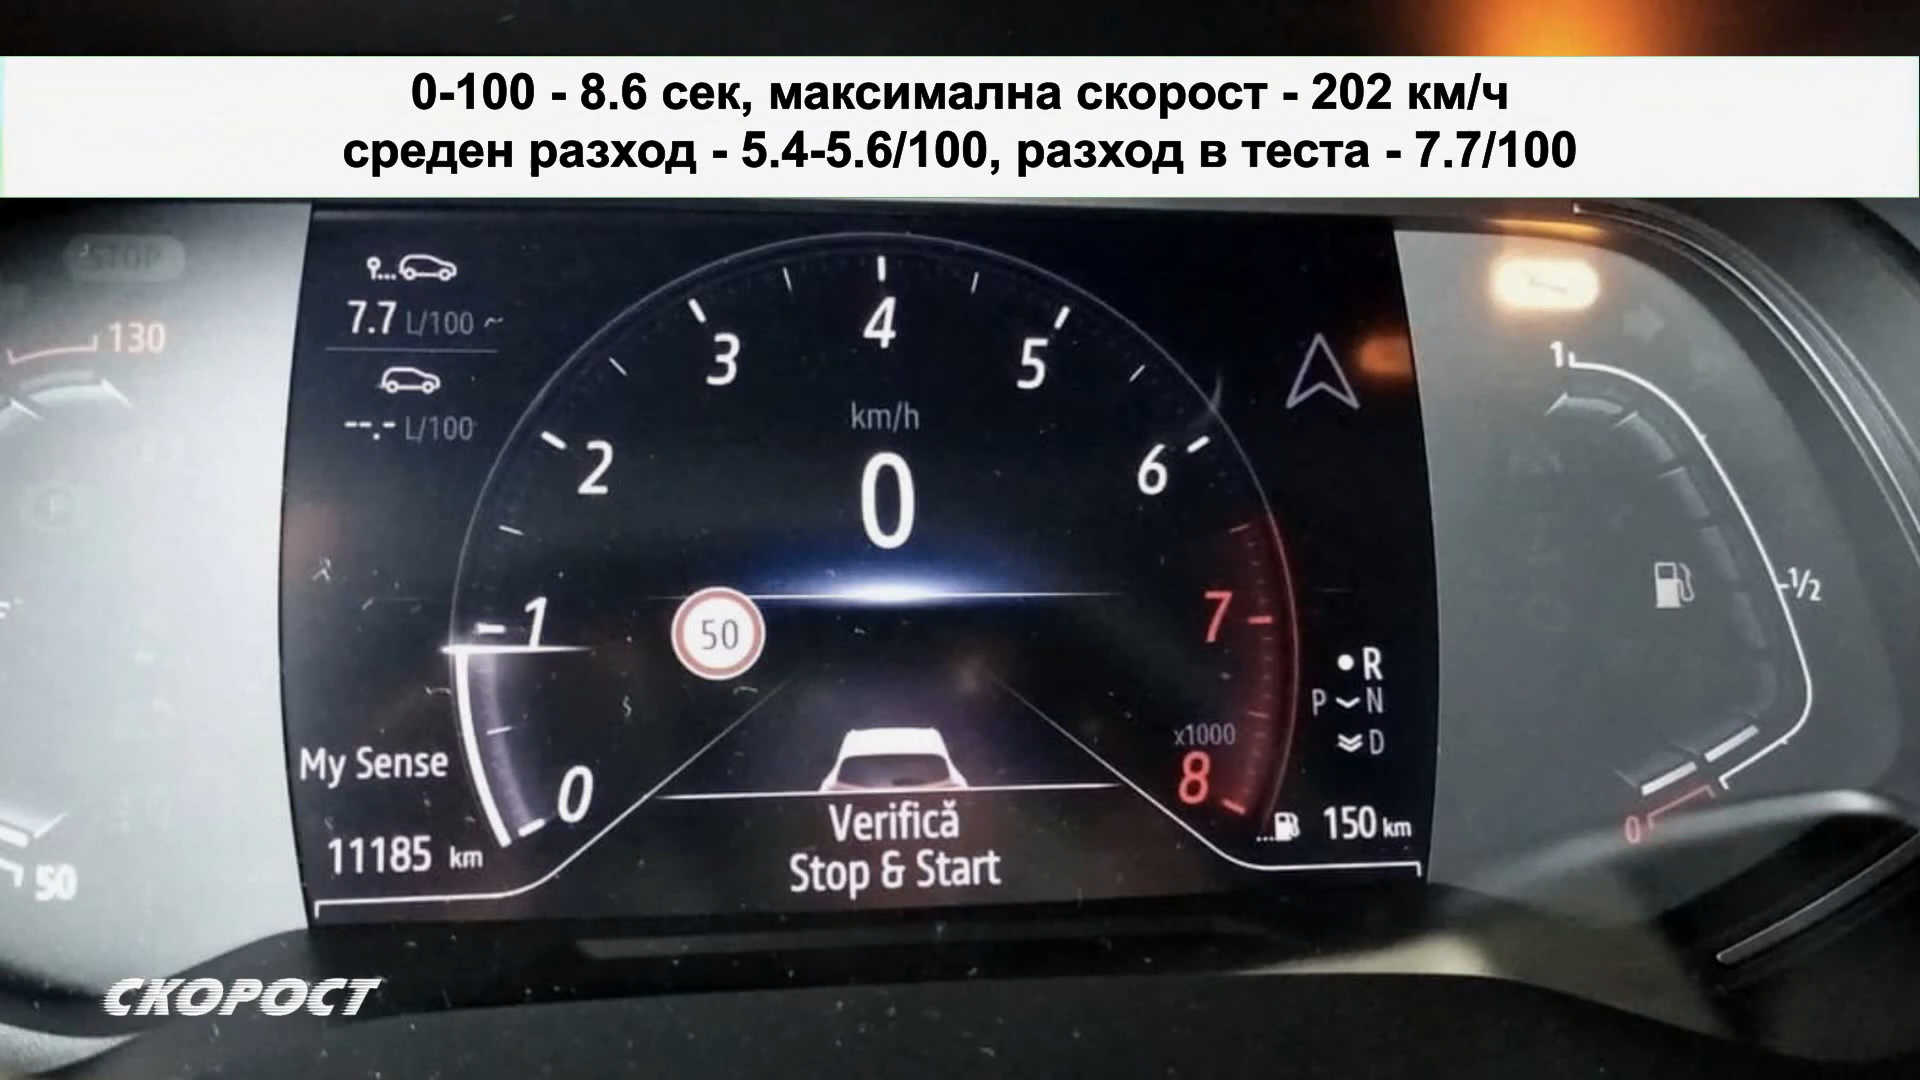 0-100 - 8.6 сек, максимална скорост - 202 км/ч
среден разход - 5.4-5.6/100, разход в теста - 7.7/100
STOP
130
7.7 L/100
--.- L/100
0
1
2
3
4
5
6
7
8
x1000
km/h
0
50
R
P N
D
My Sense
11185 km
Verifică
Stop & Start
150 km
1
1/2
0
50
СКОРОСТ